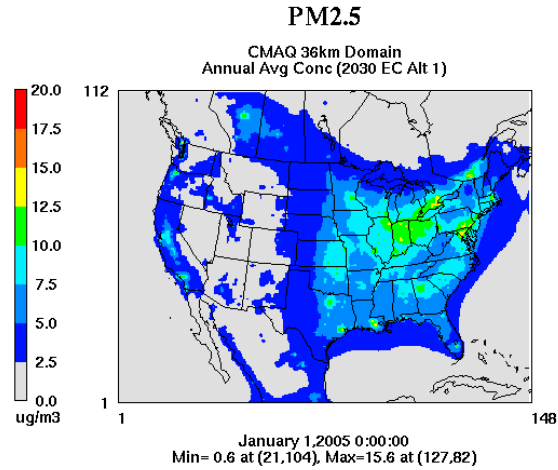 PM2.5
CMAQ 36km Domain
Annual Avg Conc (2030 EC Alt 1)
20.0
17.5
15.0
12.5
10.0
7.5
5.0
2.5
0.0
ug/m3
112
1
1
148
January 1,2005 0:00:00
Min= 0.6 at (21,104), Max=15.6 at (127,82)